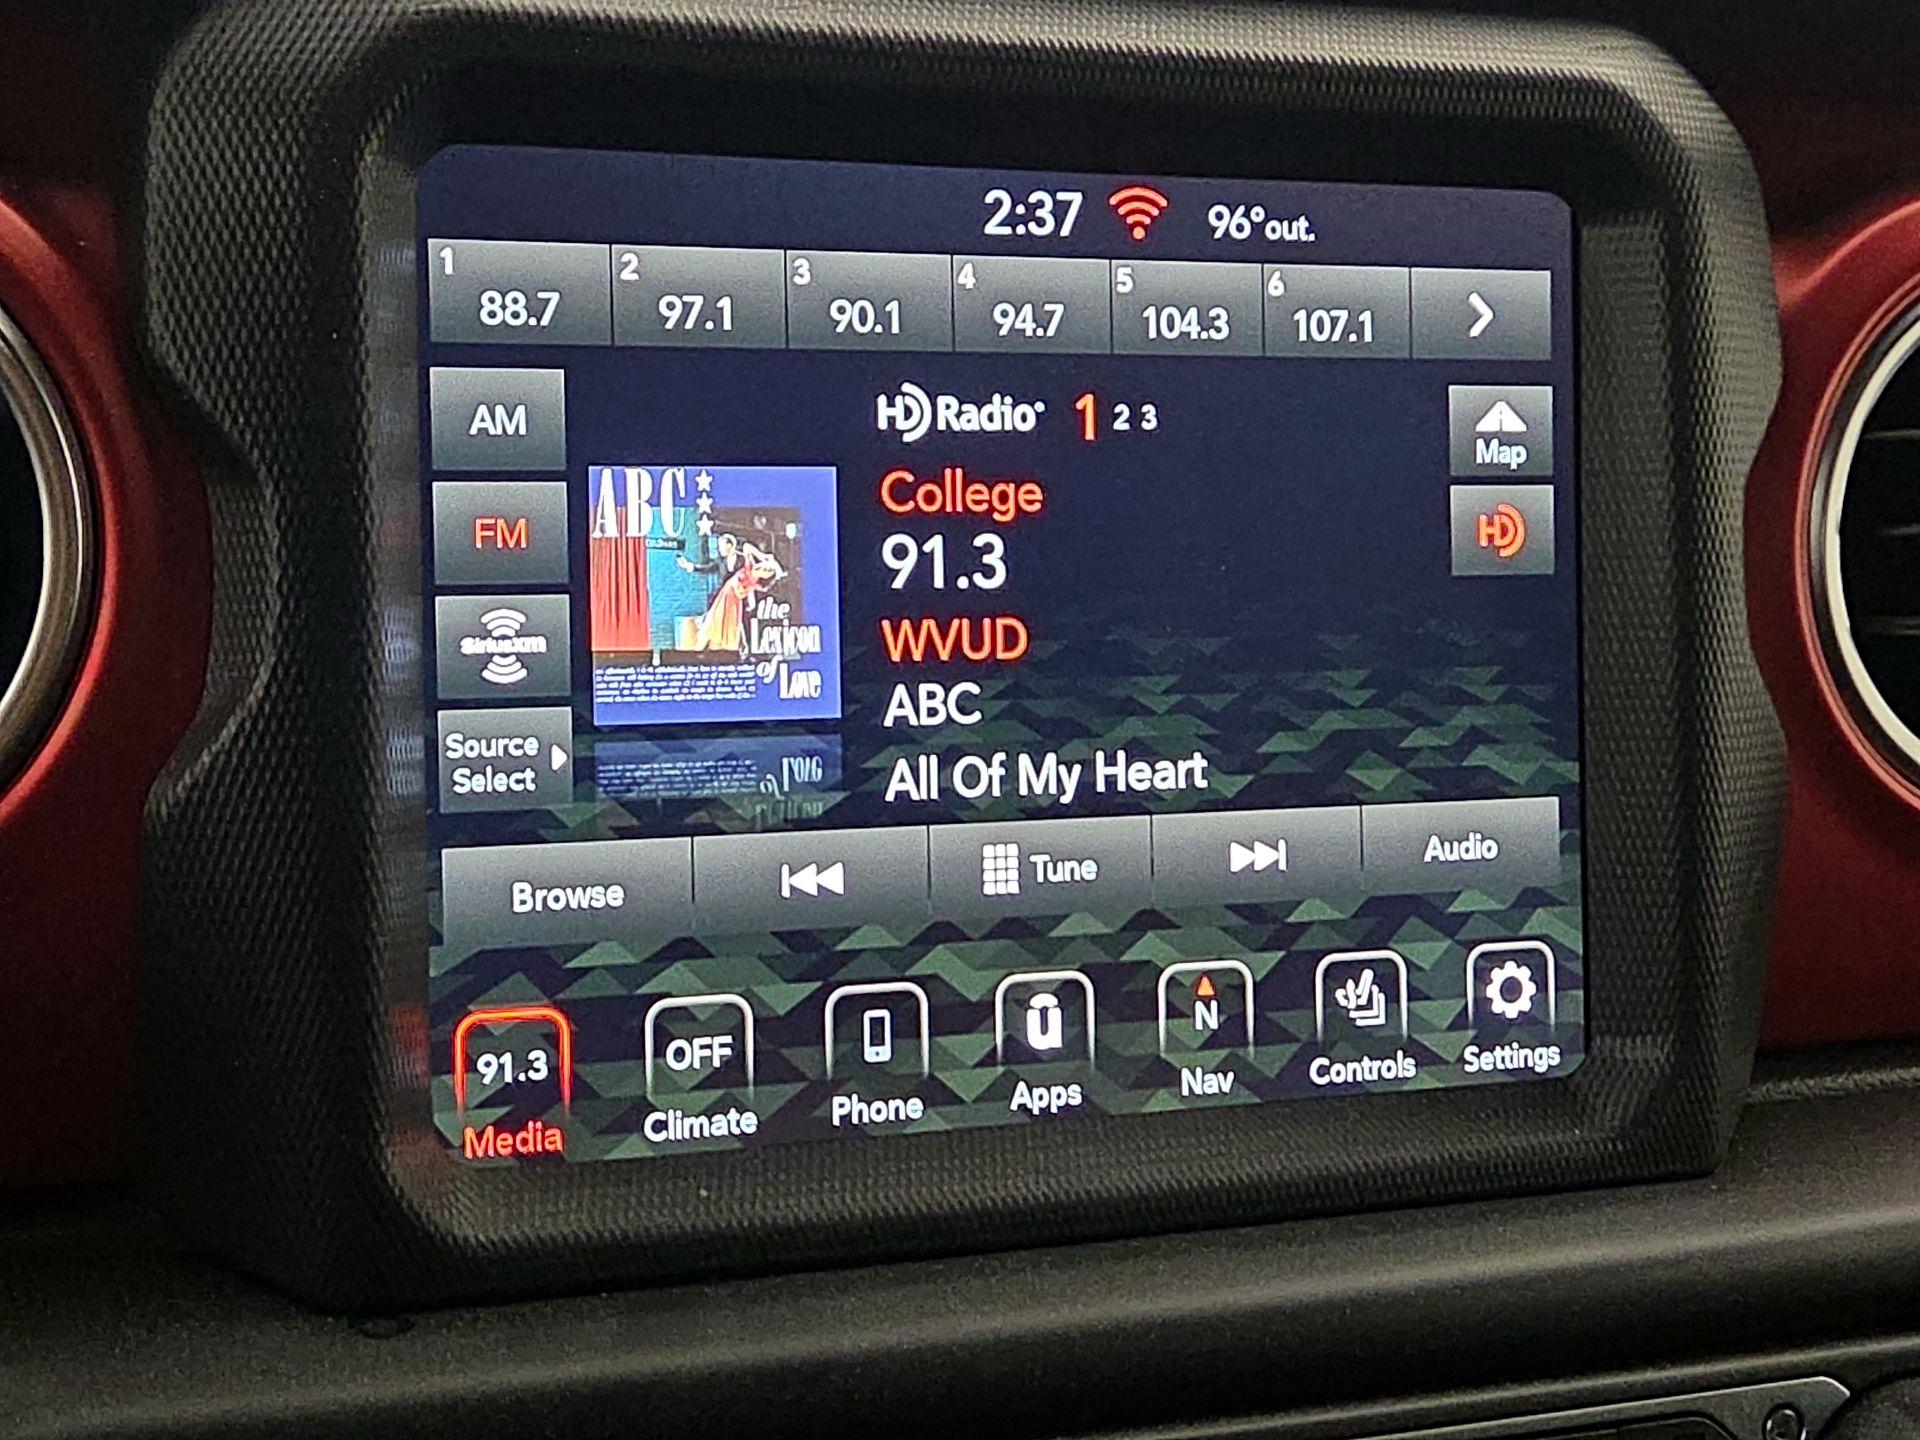 2:37 96°out.
1 2 3 4 5 6
88.7 97.1 90.1 94.7 104.3 107.1
AM
FM
SiriusXM
Source
Select
HD Radio 1 2 3
College
91.3
WVUD
ABC
All Of My Heart
ABC
the
Lexicon
of
Love
Map
HD
Browse Tune Audio
91.3 OFF N
Media Climate Phone Apps Nav Controls Settings